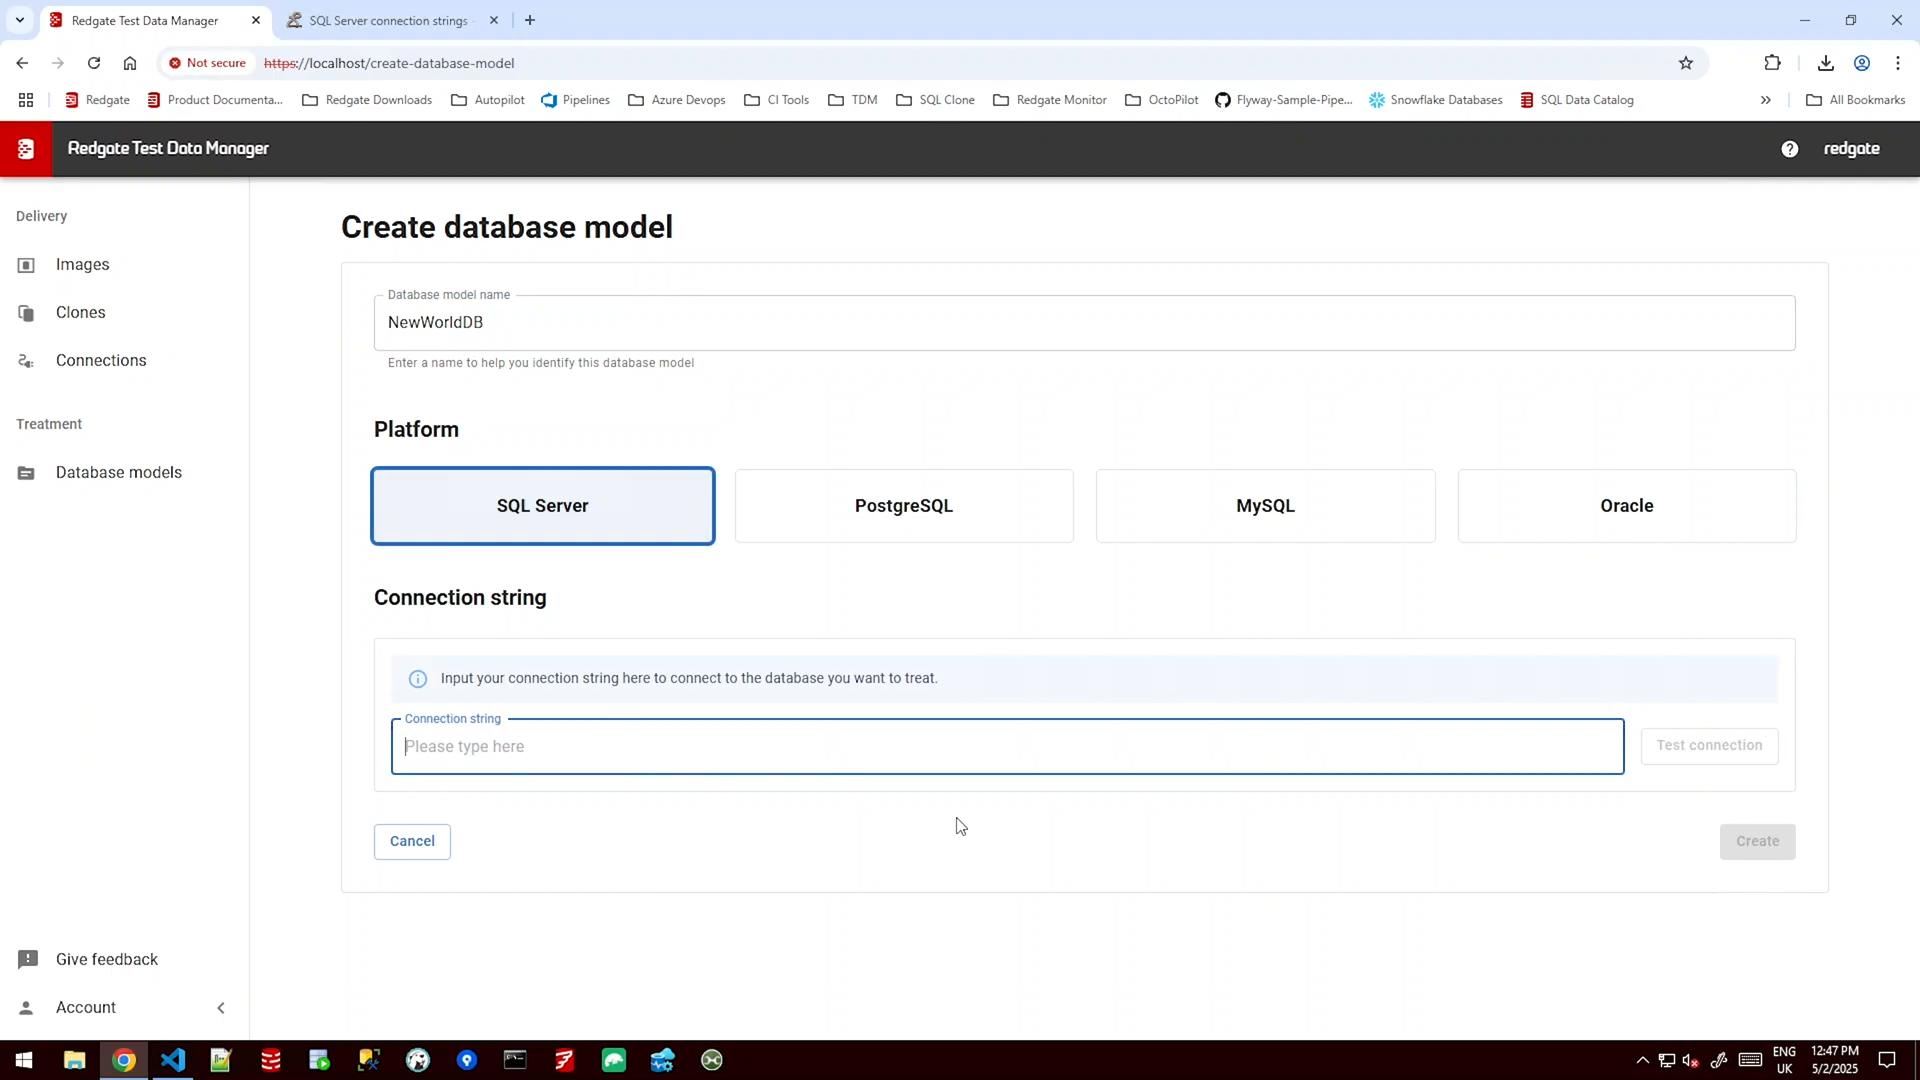 Redgate Test Data Manager
SQL Server connection strings
Not secure
https://localhost/create-database-model
Redgate
Product Documenta...
Redgate Downloads
Autopilot
Pipelines
Azure Devops
CI Tools
TDM
SQL Clone
Redgate Monitor
OctoPilot
Flyway-Sample-Pipe...
Snowflake Databases
SQL Data Catalog
»
All Bookmarks
Redgate Test Data Manager
redgate
Delivery
Images
Clones
Connections
Treatment
Database models
Give feedback
Account
Create database model
Database model name
NewWorldDB
Enter a name to help you identify this database model
Platform
SQL Server
PostgreSQL
MySQL
Oracle
Connection string
Input your connection string here to connect to the database you want to treat.
Connection string
Please type here
Test connection
Cancel
Create
ENG
UK
12:47 PM
5/2/2025